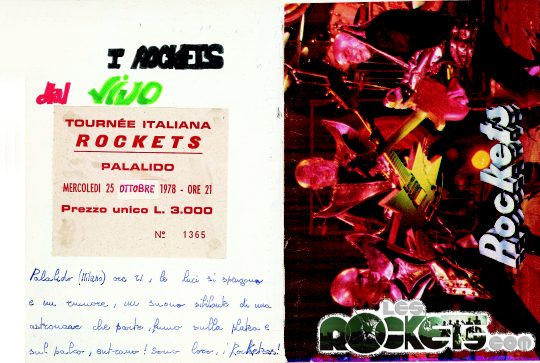 I ROCKETS
dal VIVO
TOURNÉE ITALIANA
ROCKETS
PALALIDO
MERCOLEDI 25 OTTOBRE 1978 - ORE 21
Prezzo unico L. 3.000
No 1365
Palalido (Milano) ore 21, le luci si spengono
e un rumore, un suono sibilante di una
astronave che parte, fumo sulla platea e
sul palco, entrano! Sono loro...
Rockets
LES
ROCKETS.com